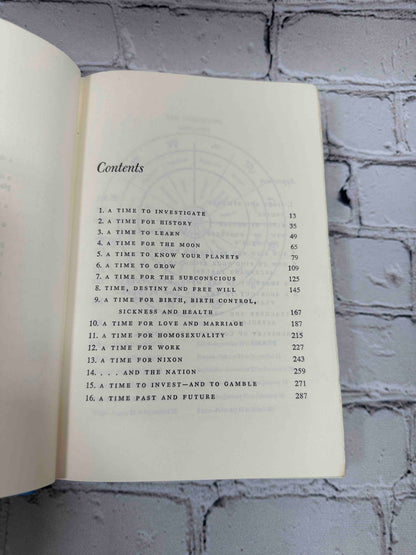 Contents
1. A TIME TO INVESTIGATE 13
2. A TIME FOR HISTORY 35
3. A TIME TO LEARN 49
4. A TIME FOR THE MOON 65
5. A TIME TO KNOW YOUR PLANETS 79
6. A TIME TO GROW 109
7. A TIME FOR THE SUBCONSCIOUS 125
8. TIME, DESTINY AND FREE WILL 145
9. A TIME FOR BIRTH, BIRTH CONTROL,
SICKNESS AND HEALTH 167
10. A TIME FOR LOVE AND MARRIAGE 187
11. A TIME FOR HOMOSEXUALITY 215
12. A TIME FOR WORK 227
13. A TIME FOR NIXON 243
14. . . . AND THE NATION 259
15. A TIME TO INVEST—AND TO GAMBLE 271
16. A TIME PAST AND FUTURE 287